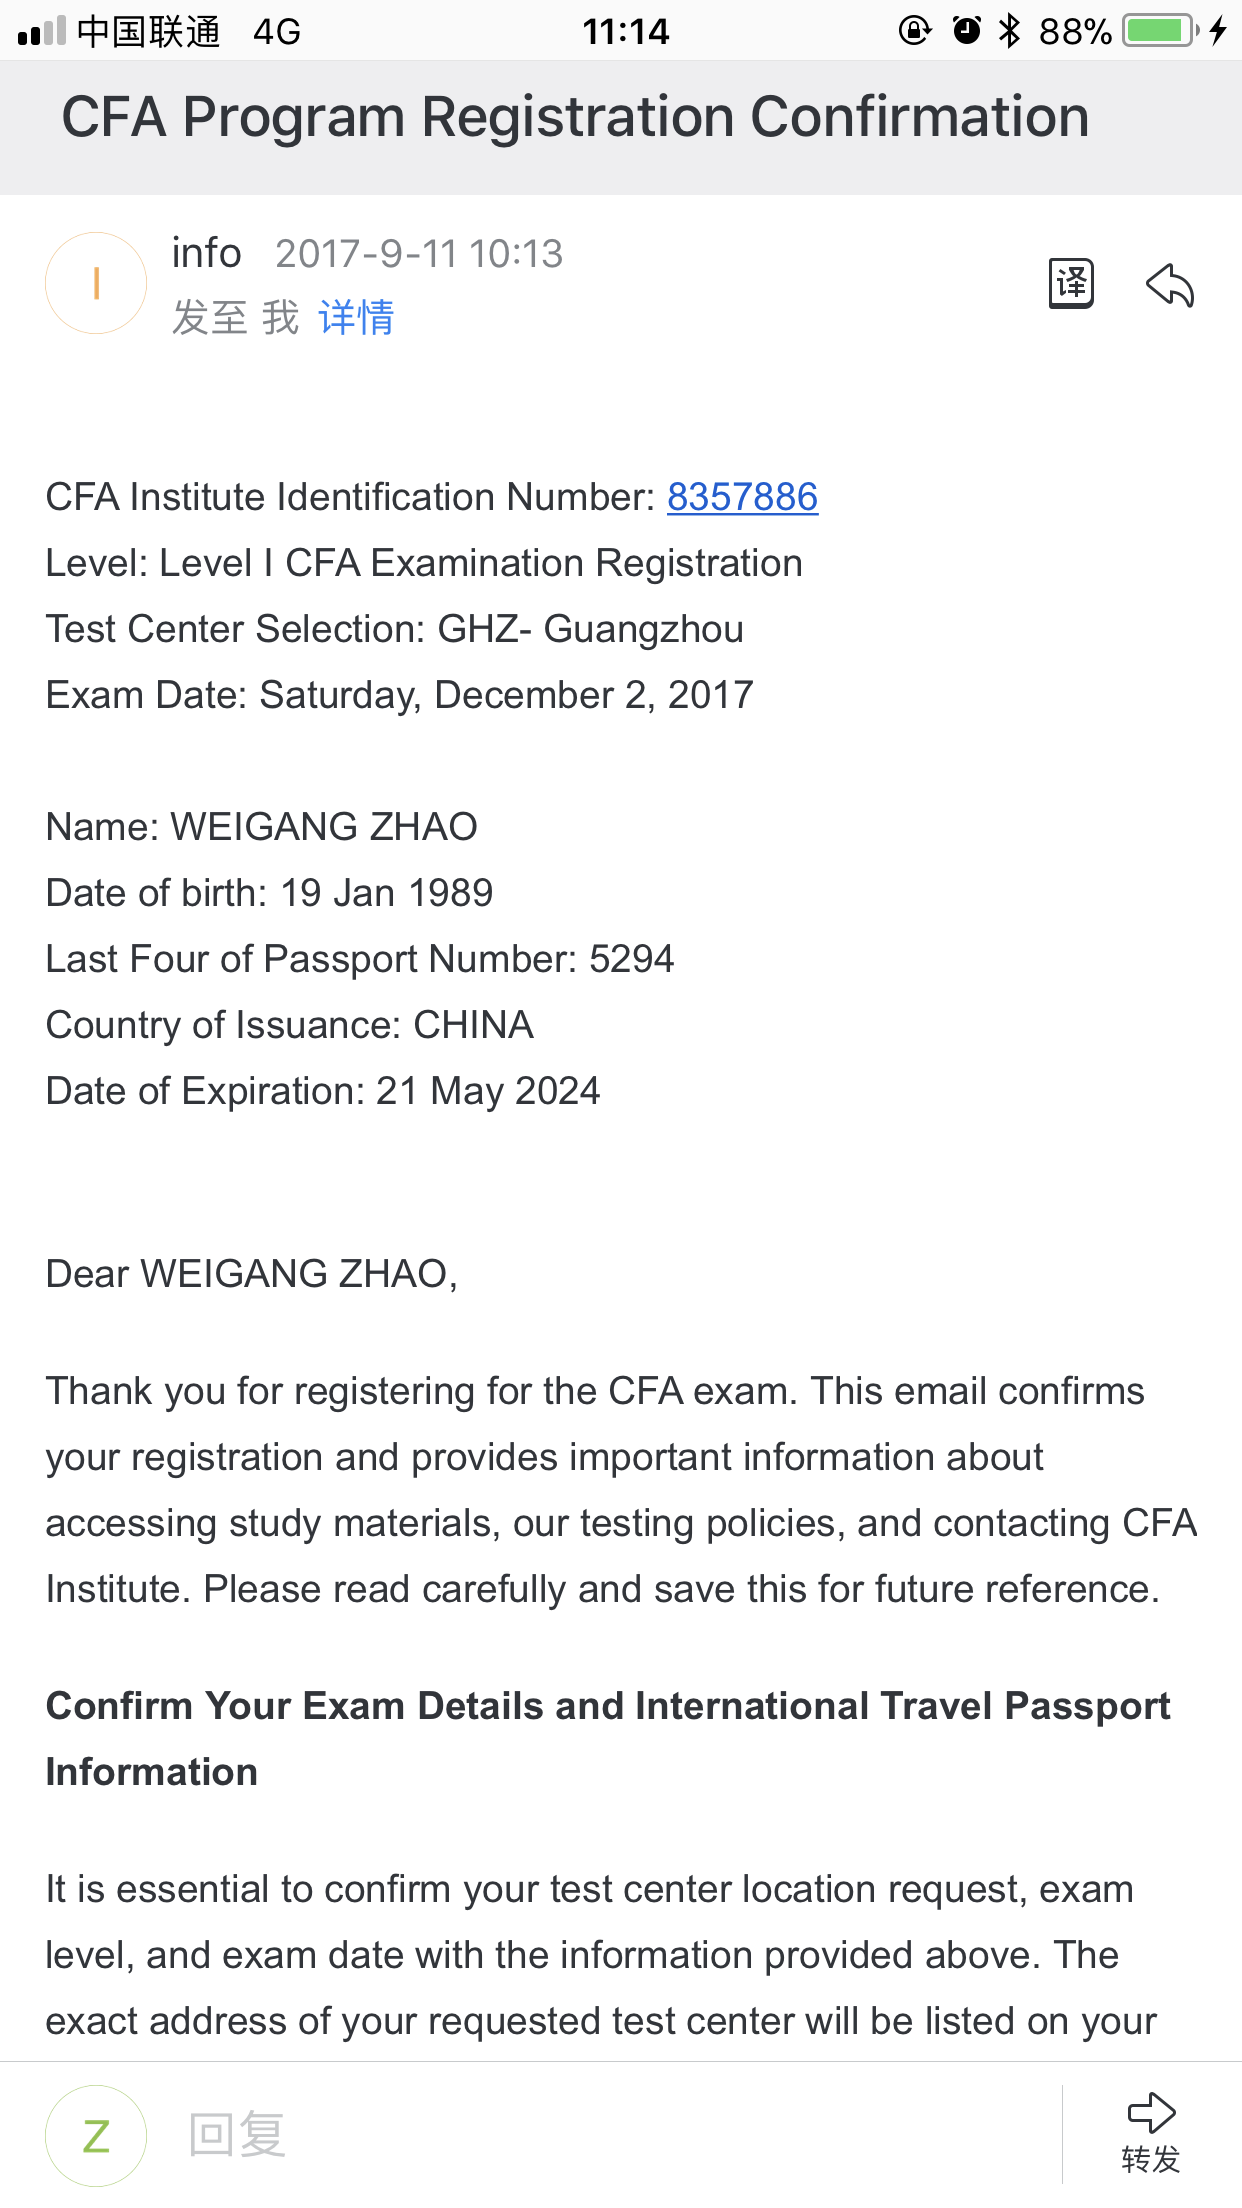 中国联通 4G 11:14 88%
CFA Program Registration Confirmation
I
info 2017-9-11 10:13
译
发至 我 详情
CFA Institute Identification Number: 8357886
Level: Level I CFA Examination Registration
Test Center Selection: GHZ- Guangzhou
Exam Date: Saturday, December 2, 2017
Name: WEIGANG ZHAO
Date of birth: 19 Jan 1989
Last Four of Passport Number: 5294
Country of Issuance: CHINA
Date of Expiration: 21 May 2024
Dear WEIGANG ZHAO,
Thank you for registering for the CFA exam. This email confirms
your registration and provides important information about
accessing study materials, our testing policies, and contacting CFA
Institute. Please read carefully and save this for future reference.
Confirm Your Exam Details and International Travel Passport
Information
It is essential to confirm your test center location request, exam
level, and exam date with the information provided above. The
exact address of your requested test center will be listed on your
Z 回复
转发